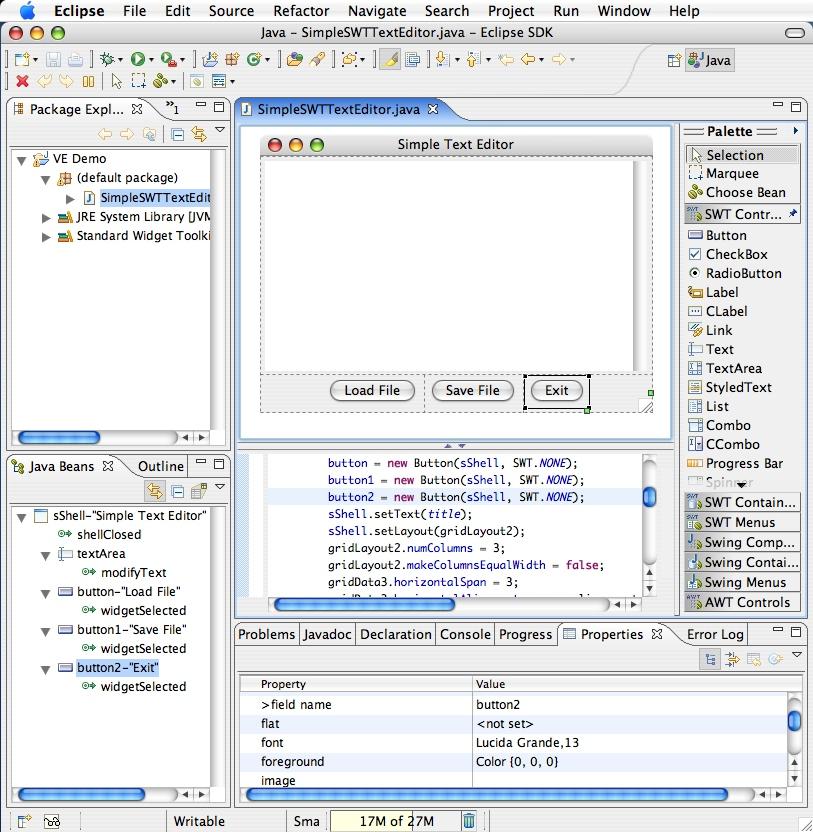 Eclipse File Edit Source Refactor Navigate Search Project Run Window Help
Java – SimpleSWTTextEditor.java – Eclipse SDK
Java
Package Expl...
»1
VE Demo
(default package)
SimpleSWTTextEdit
JRE System Library [JVM
Standard Widget Toolki
SimpleSWTTextEditor.java
Simple Text Editor
Load File
Save File
Exit
button = new Button(sShell, SWT.NONE);
button1 = new Button(sShell, SWT.NONE);
button2 = new Button(sShell, SWT.NONE);
sShell.setText(title);
sShell.setLayout(gridLayout2);
gridLayout2.numColumns = 3;
gridLayout2.makeColumnsEqualWidth = false;
gridData3.horizontalSpan = 3;
Palette
Selection
Marquee
Choose Bean
SWT Contr...
Button
CheckBox
RadioButton
Label
CLabel
Link
Text
TextArea
StyledText
List
Combo
CCombo
Progress Bar
Spinner
SWT Contain...
SWT Menus
Swing Comp...
Swing Contai...
Swing Menus
AWT Controls
Java Beans
Outline
sShell-"Simple Text Editor"
shellClosed
textArea
modifyText
button-"Load File"
widgetSelected
button1-"Save File"
widgetSelected
button2-"Exit"
widgetSelected
Problems Javadoc Declaration Console Progress Properties Error Log
Property Value
>field name button2
flat <not set>
font Lucida Grande,13
foreground Color {0, 0, 0}
image
Writable
Sma
17M of 27M